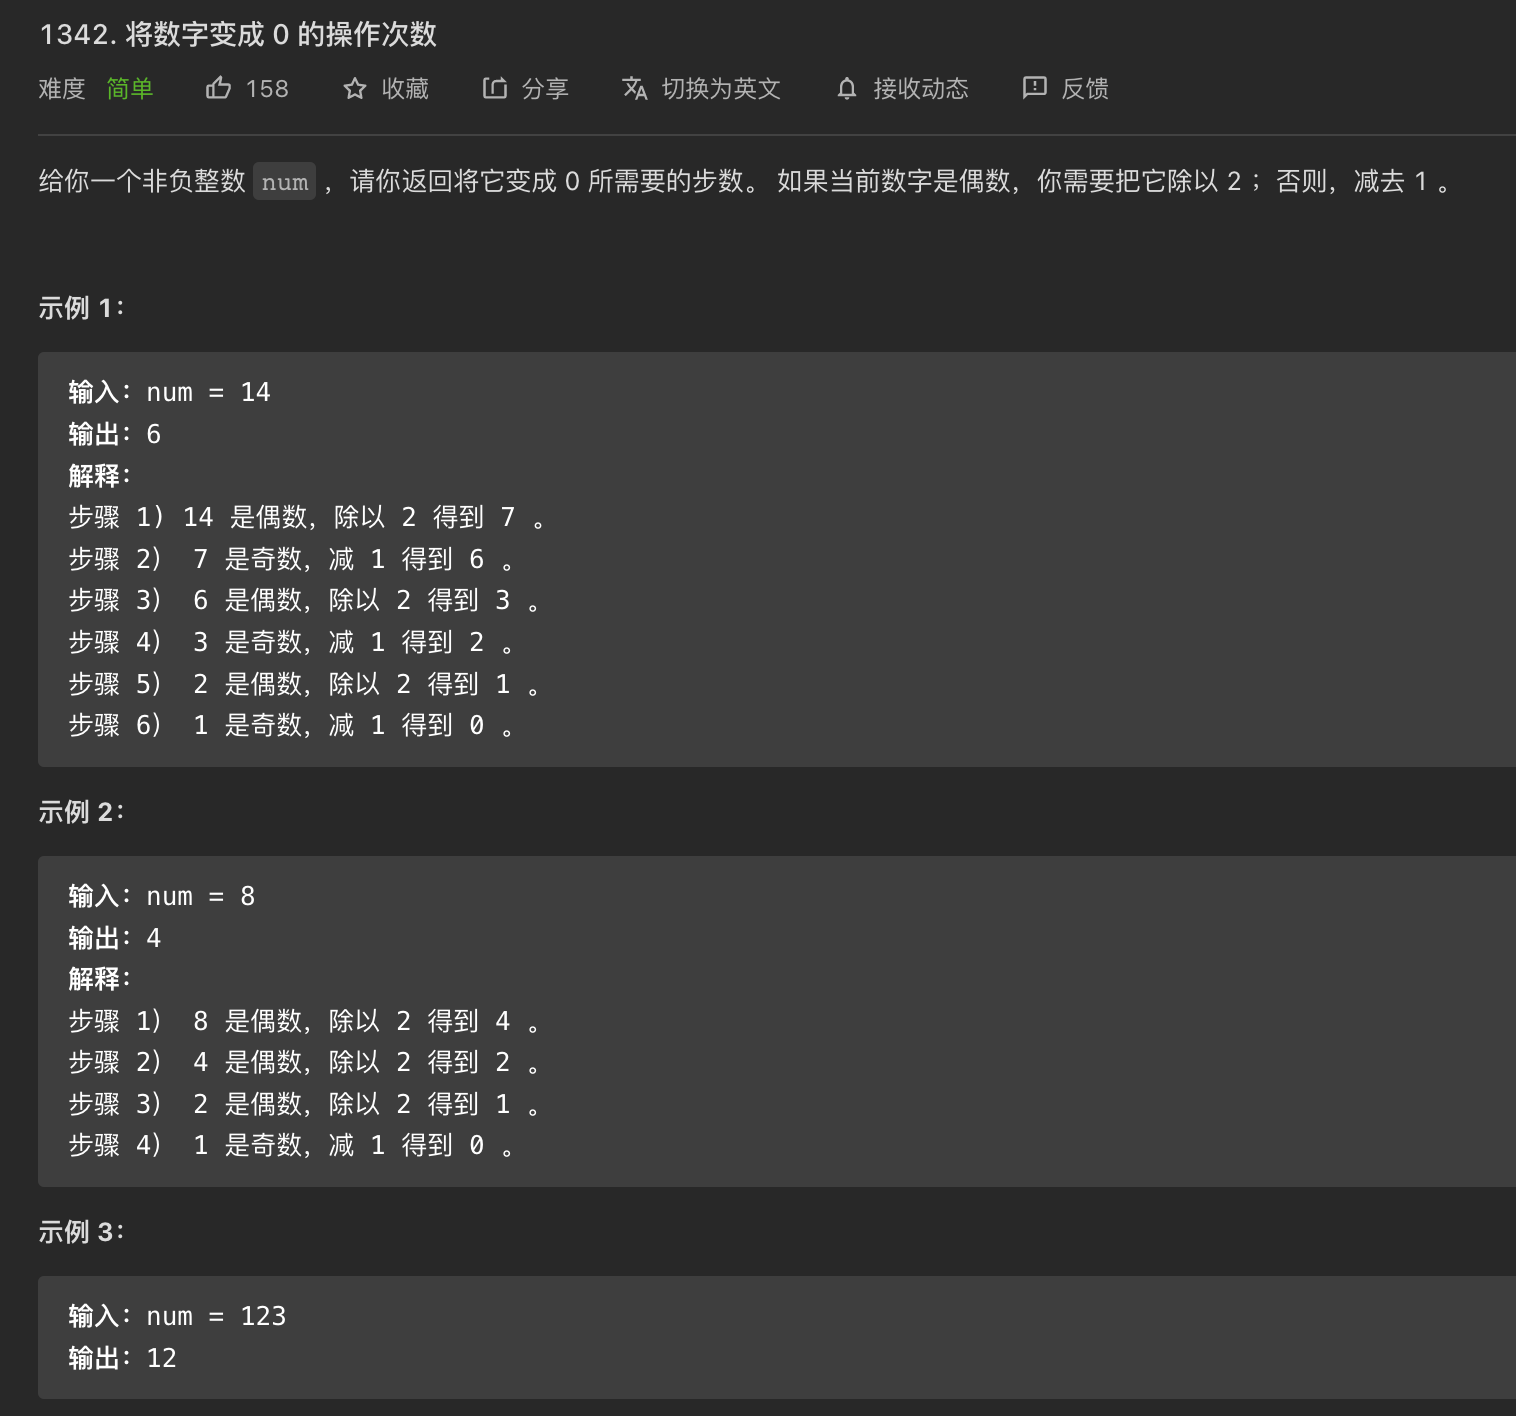 1342. 将数字变成 0 的操作次数
难度 简单 158 收藏 分享 切换为英文 接收动态 反馈
给你一个非负整数 num ，请你返回将它变成 0 所需要的步数。 如果当前数字是偶数，你需要把它除以 2 ；否则，减去 1 。
示例 1：
输入：num = 14
输出：6
解释：
步骤 1) 14 是偶数，除以 2 得到 7 。
步骤 2） 7 是奇数，减 1 得到 6 。
步骤 3） 6 是偶数，除以 2 得到 3 。
步骤 4） 3 是奇数，减 1 得到 2 。
步骤 5） 2 是偶数，除以 2 得到 1 。
步骤 6） 1 是奇数，减 1 得到 0 。
示例 2：
输入：num = 8
输出：4
解释：
步骤 1） 8 是偶数，除以 2 得到 4 。
步骤 2） 4 是偶数，除以 2 得到 2 。
步骤 3） 2 是偶数，除以 2 得到 1 。
步骤 4） 1 是奇数，减 1 得到 0 。
示例 3：
输入：num = 123
输出：12